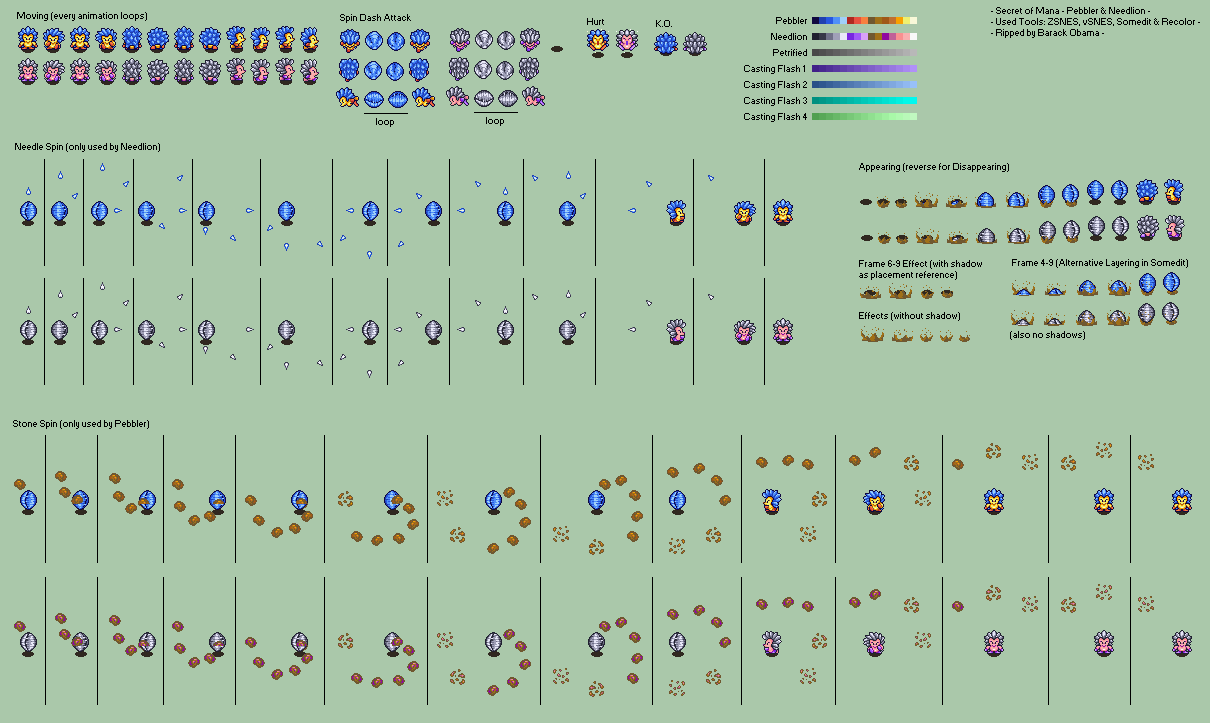 Moving (every animation loops)
Spin Dash Attack
loop
loop
Hurt
K.O.
Pebbler
Needlion
Petrified
Casting Flash 1
Casting Flash 2
Casting Flash 3
Casting Flash 4
- Secret of Mana - Pebbler & Needlion -
- Used Tools: ZSNES, vSNES, Somedit & Recolor -
- Ripped by Barack Obama -
Needle Spin (only used by Needlion)
Appearing (reverse for Disappearing)
Frame 6-9 Effect (with shadow
as placement reference)
Effects (without shadow)
Frame 4-9 (Alternative Layering in Somedit)
(also no shadows)
Stone Spin (only used by Pebbler)